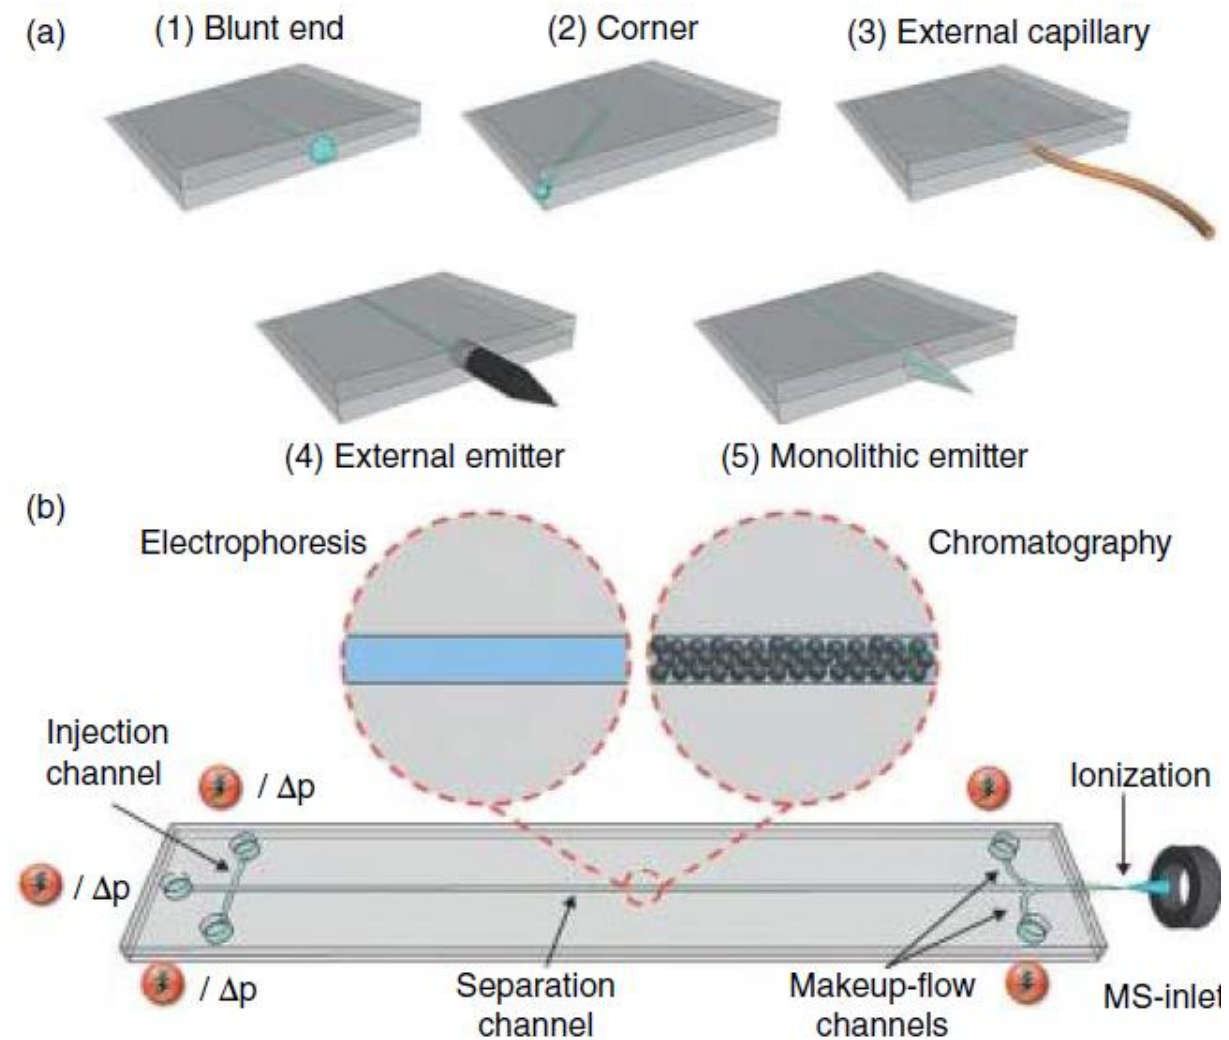 (a)
(1) Blunt end
(2) Corner
(3) External capillary
(4) External emitter
(5) Monolithic emitter
(b)
Electrophoresis
Chromatography
Injection
channel
/ Δp
Ionization
/ Δp
/ Δp
Separation
channel
Makeup-flow
channels
MS-inlet